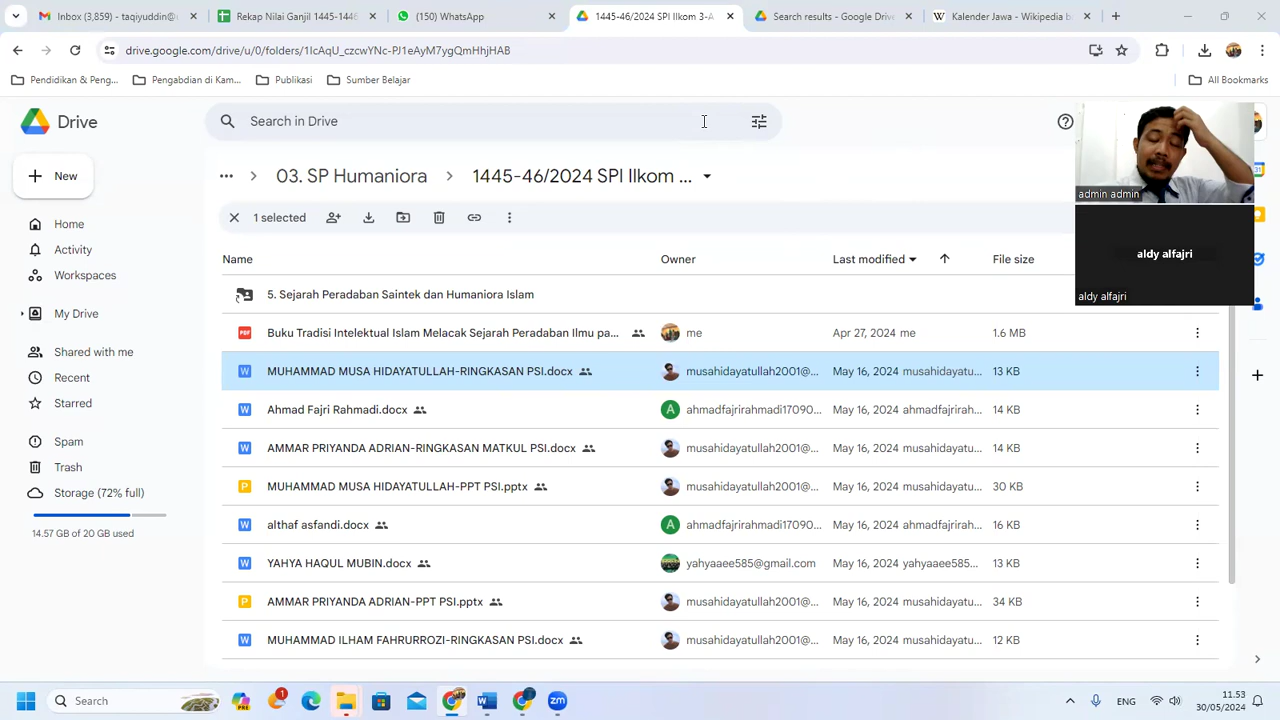 Inbox (3,859) - taqiyuddin@
Rekap Nilai Ganjil 1445-1446
(150) WhatsApp
1445-46/2024 SPI Ilkom 3-A
Search results - Google Drive
Kalender Jawa - Wikipedia b
drive.google.com/drive/u/0/folders/1IcAqU_czcwYNc-PJ1eAyM7ygQmHhjHAB
Pendidikan & Peng...
Pengabdian di Kam...
Publikasi
Sumber Belajar
All Bookmarks
Drive
Search in Drive
New
... 03. SP Humaniora 1445-46/2024 SPI Ilkom ...
admin admin
1 selected
Home
Activity
Workspaces
My Drive
Shared with me
Recent
Starred
Spam
Trash
Storage (72% full)
14.57 GB of 20 GB used
aldy alfajri
aldy alfajri
Name Owner Last modified File size
5. Sejarah Peradaban Saintek dan Humaniora Islam
Buku Tradisi Intelektual Islam Melacak Sejarah Peradaban Ilmu pa... me Apr 27, 2024 me 1.6 MB
MUHAMMAD MUSA HIDAYATULLAH-RINGKASAN PSI.docx musahidayatullah2001@... May 16, 2024 musahidayatu... 13 KB
Ahmad Fajri Rahmadi.docx A ahmadfajrirahmadi17090... May 16, 2024 ahmadfajrirah... 14 KB
AMMAR PRIYANDA ADRIAN-RINGKASAN MATKUL PSI.docx musahidayatullah2001@... May 16, 2024 musahidayatu... 14 KB
MUHAMMAD MUSA HIDAYATULLAH-PPT PSI.pptx musahidayatullah2001@... May 16, 2024 musahidayatu... 30 KB
althaf asfandi.docx A ahmadfajrirahmadi17090... May 16, 2024 ahmadfajrirah... 16 KB
YAHYA HAQUL MUBIN.docx yahyaaee585@gmail.com May 16, 2024 yahyaaee585... 13 KB
AMMAR PRIYANDA ADRIAN-PPT PSI.pptx musahidayatullah2001@... May 16, 2024 musahidayatu... 34 KB
MUHAMMAD ILHAM FAHRURROZI-RINGKASAN PSI.docx musahidayatullah2001@... May 16, 2024 musahidayatu... 12 KB
Search
ENG
11.53
30/05/2024